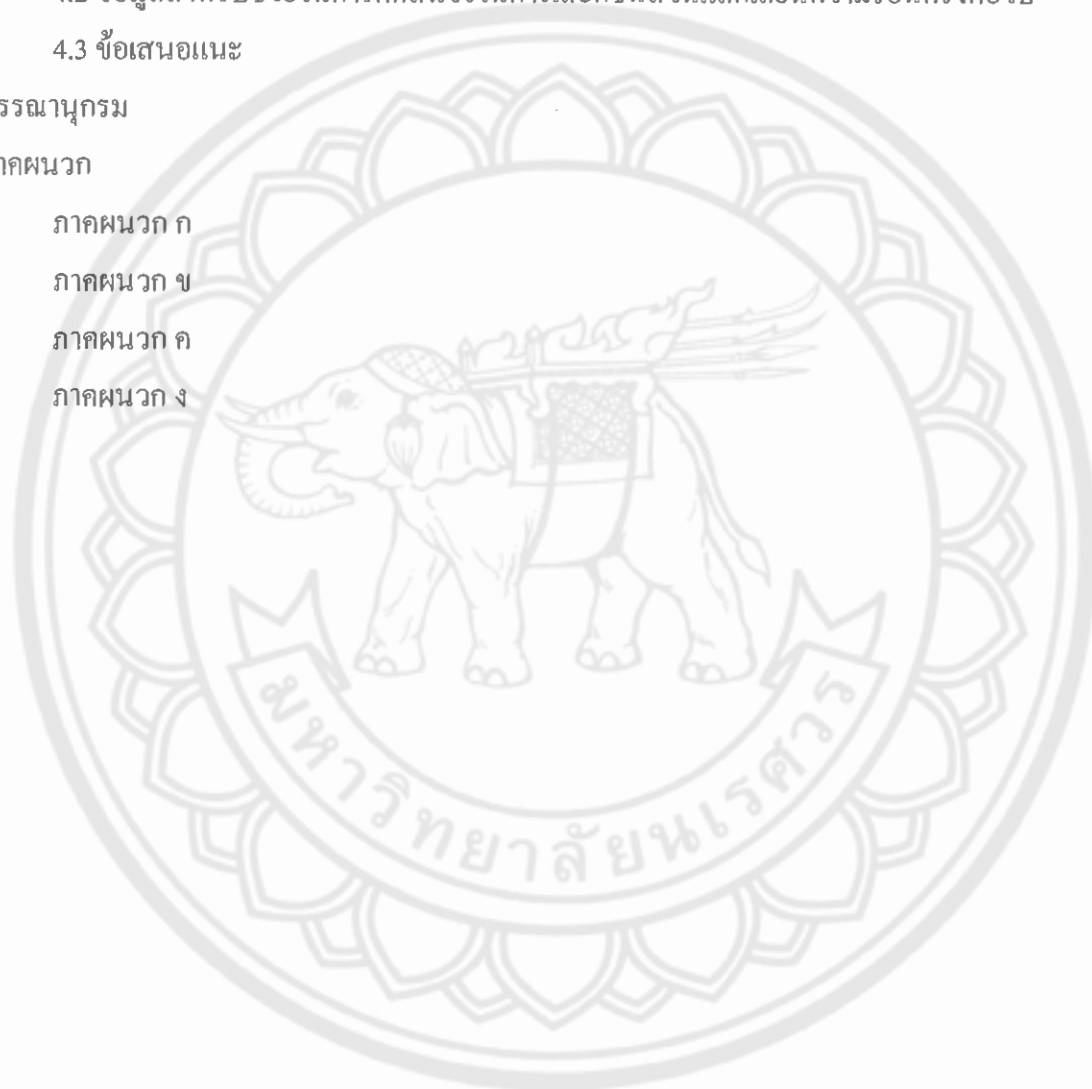 4.3 ข้อเสนอแนะ
รรณานุกรม
าคผนวก
ภาคผนวก ก
ภาคผนวก ข
ภาคผนวก ค
ภาคผนวก ง
มหาวิทยาลัยนเรศวร